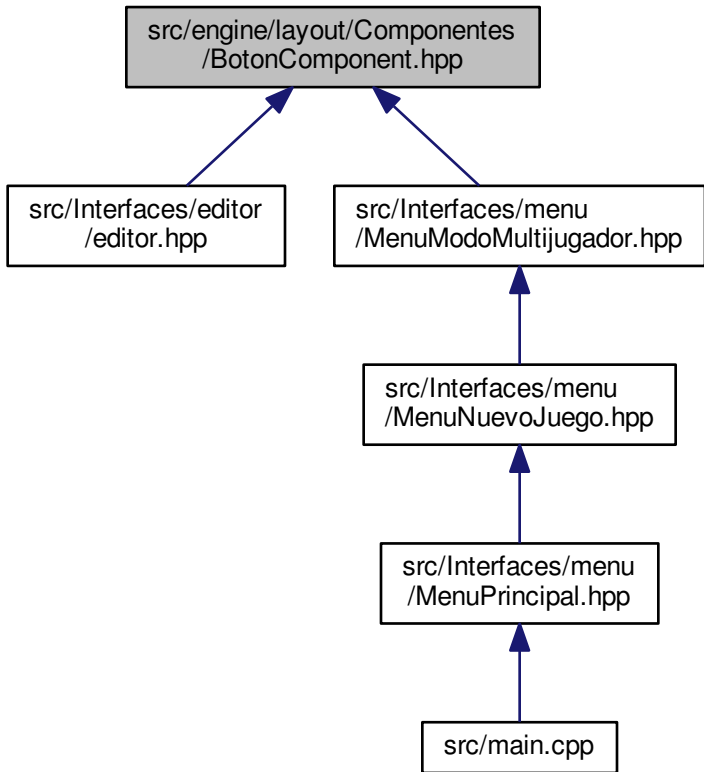 src/engine/layout/Componentes
/BotonComponent.hpp
src/Interfaces/editor
/editor.hpp
src/Interfaces/menu
/MenuModoMultijugador.hpp
src/Interfaces/menu
/MenuNuevoJuego.hpp
src/Interfaces/menu
/MenuPrincipal.hpp
src/main.cpp